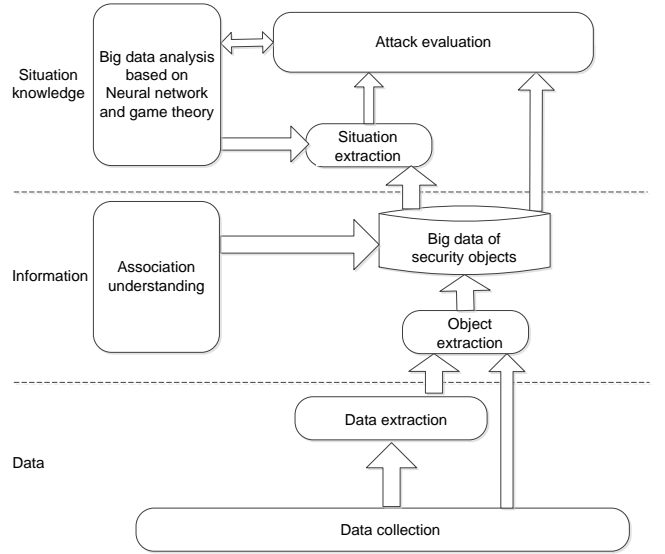 Situation
knowledge
Big data analysis
based on
Neural network
and game theory
Attack evaluation
Situation
extraction
Information
Association
understanding
Big data of
security objects
Object
extraction
Data
Data extraction
Data collection